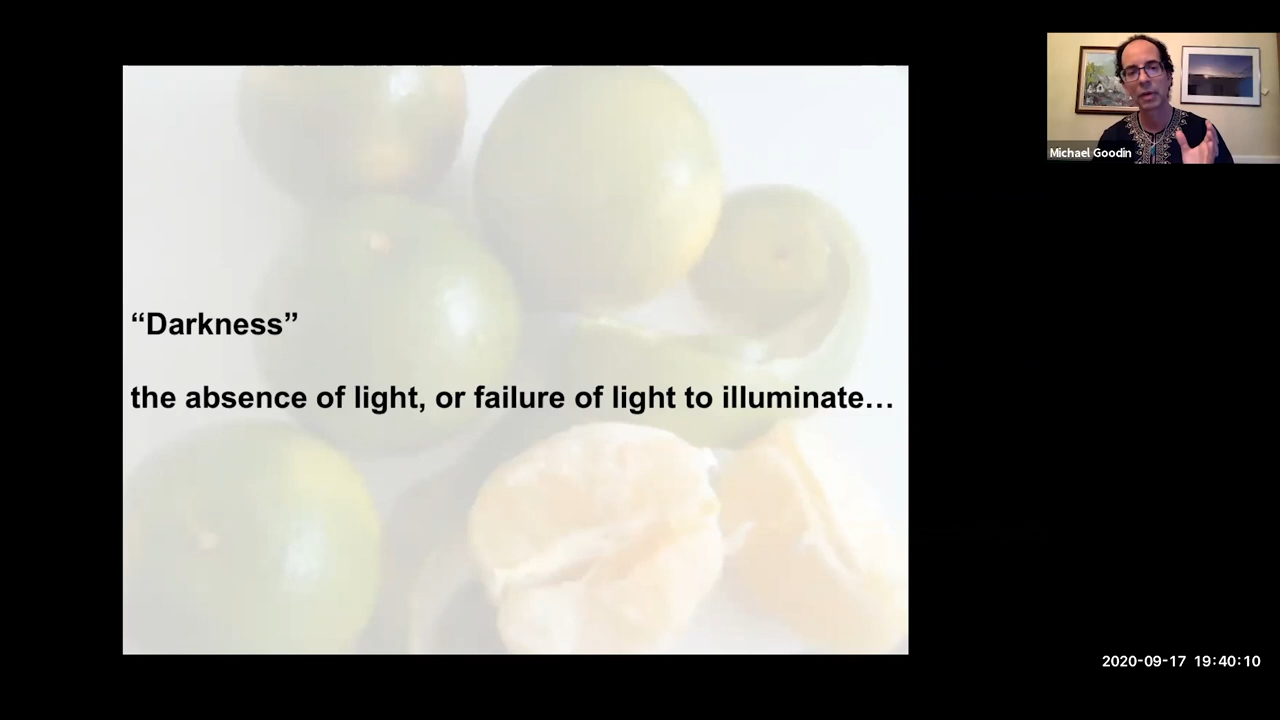 “Darkness”
the absence of light, or failure of light to illuminate…
Michael Goodin
2020-09-17 19:40:10